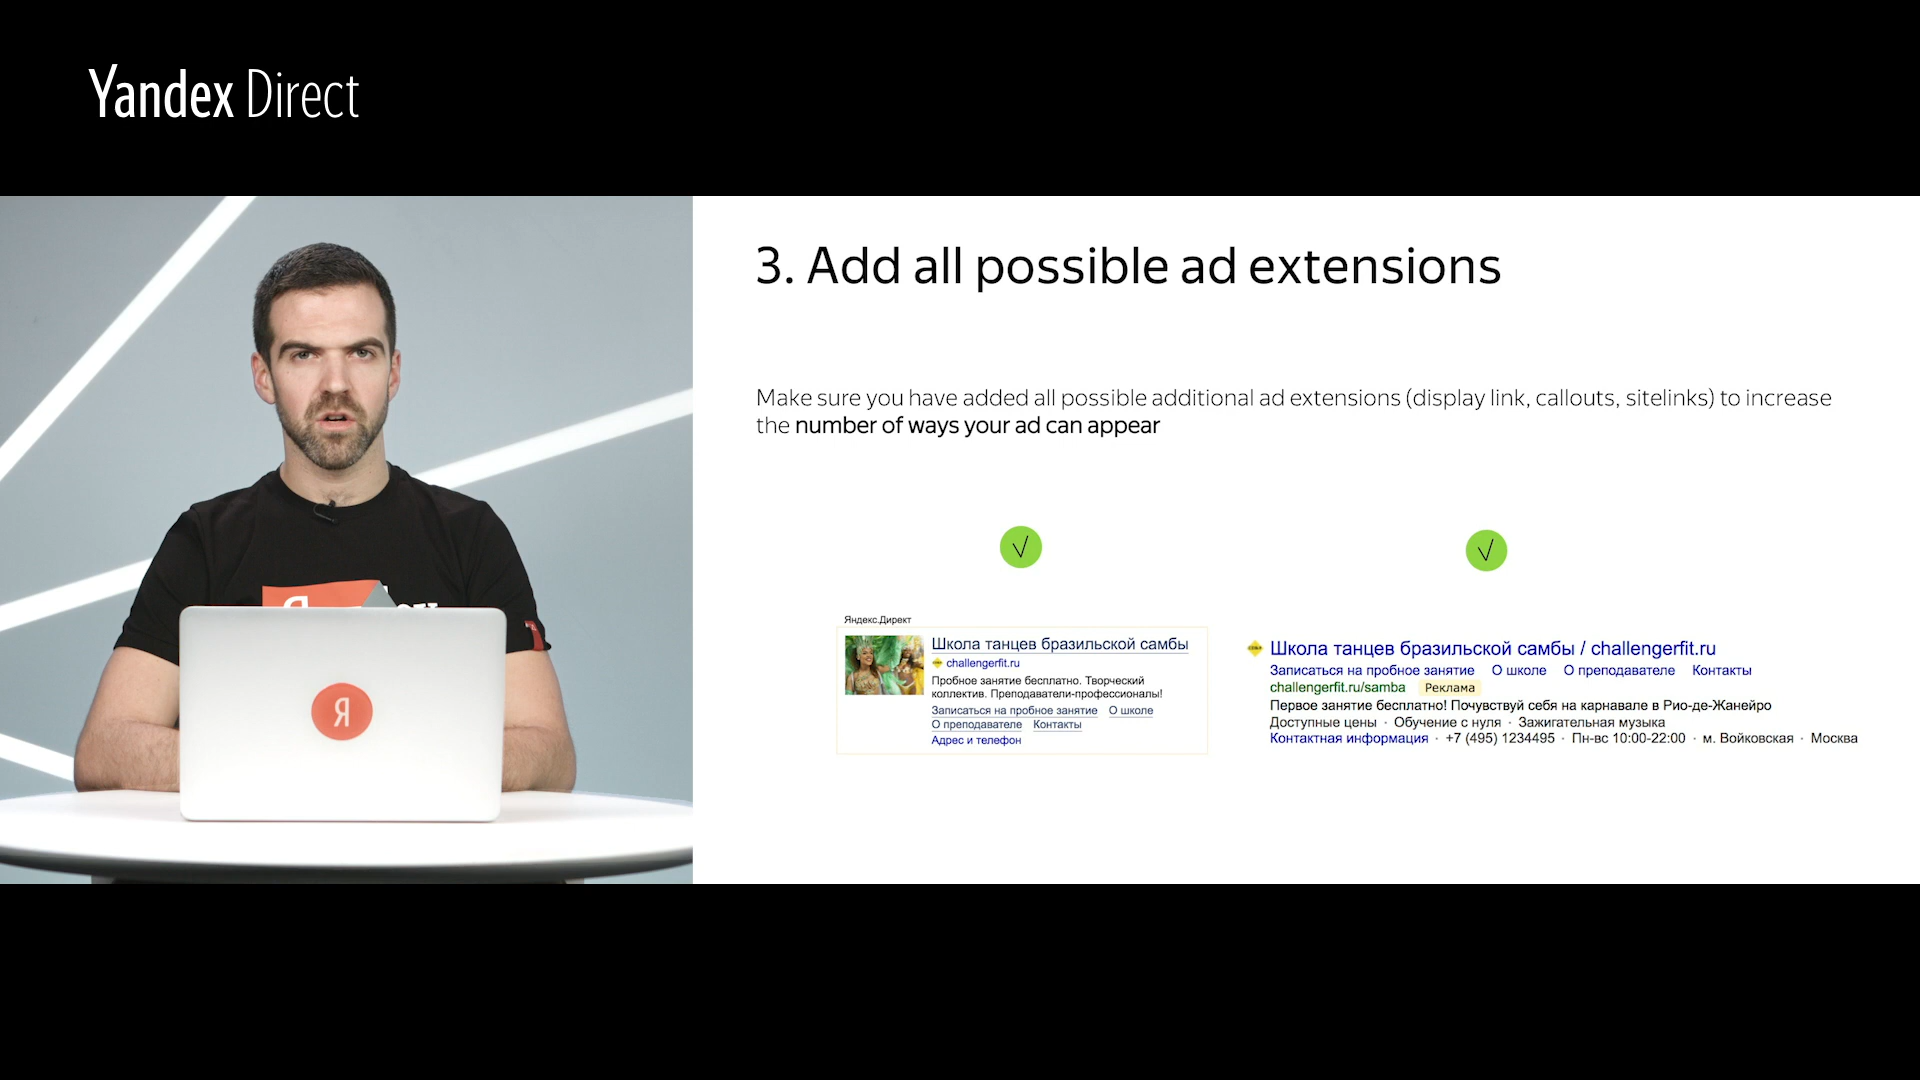 Yandex Direct
3. Add all possible ad extensions
Make sure you have added all possible additional ad extensions (display link, callouts, sitelinks) to increase
the number of ways your ad can appear
Яндекс.Директ
Школа танцев бразильской самбы
challengerfit.ru
Пробное занятие бесплатно. Творческий
коллектив. Преподаватели-профессионалы!
Записаться на пробное занятие О школе
О преподавателе Контакты
Адрес и телефон
Школа танцев бразильской самбы / challengerfit.ru
Записаться на пробное занятие О школе О преподавателе Контакты
challengerfit.ru/samba Реклама
Первое занятие бесплатно! Почувствуй себя на карнавале в Рио-де-Жанейро
Доступные цены · Обучение с нуля · Зажигательная музыка
Контактная информация · +7 (495) 1234495 · Пн-вс 10:00-22:00 · м. Войковская · Москва
Я